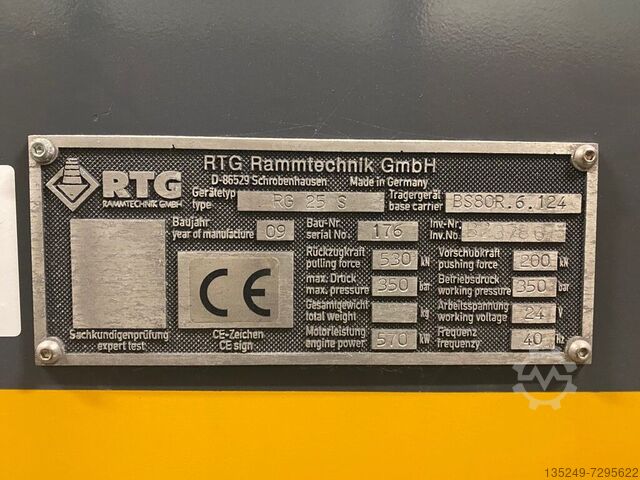 RTG Rammtechnik GmbH
D-86529 Schrobenhausen Made in Germany
RTG
RAMMTECHNIK GMBH
Gerätetyp
type RG 25 S
Trägergerät
base carrier BS80R.6.124
Baujahr
year of manufacture 09
Bau-Nr.
serial No. 176
Inv.-Nr.
Inv.No.
Rückzugkraft
pulling force 530 kN
Vorschubkraft
pushing force 200 kN
max. Druck
max. pressure 350 bar
Betriebsdruck
working pressure 350 bar
Gesamtgewicht
total weight kg
Arbeitsspannung
working voltage 24 V
Motorleistung
engine power 570 kW
Frequenz
frequency 40 Hz
Sachkundigenprüfung
expert test
CE
CE-Zeichen
CE sign
135249-7295622